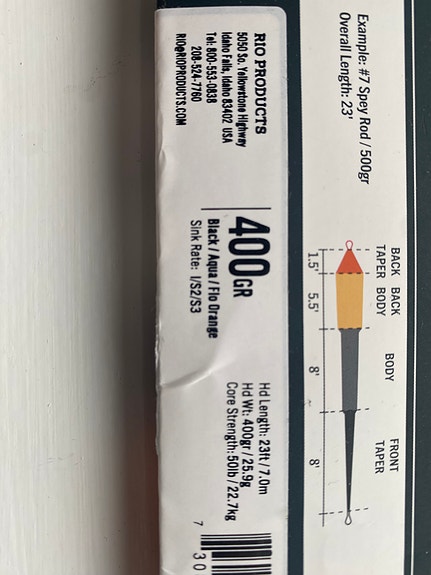 Example: #7 Spey Rod / 500gr
Overall Length: 23'
BACK TAPER
BACK BODY
BODY
FRONT TAPER
1.5'
5.5'
8'
8'
RIO PRODUCTS
5050 So. Yellowstone Highway
Idaho Falls, Idaho 83402 USA
Tel: 800-553-0838
208-524-7760
RIO@RIOPRODUCTS.COM
400GR
Black / Aqua / Flo Orange
Sink Rate: I/S2/S3
Hd Length: 23ft / 7.0m
Hd Wt: 400gr / 25.9g
Core Strength: 50lb / 22.7kg
7 30